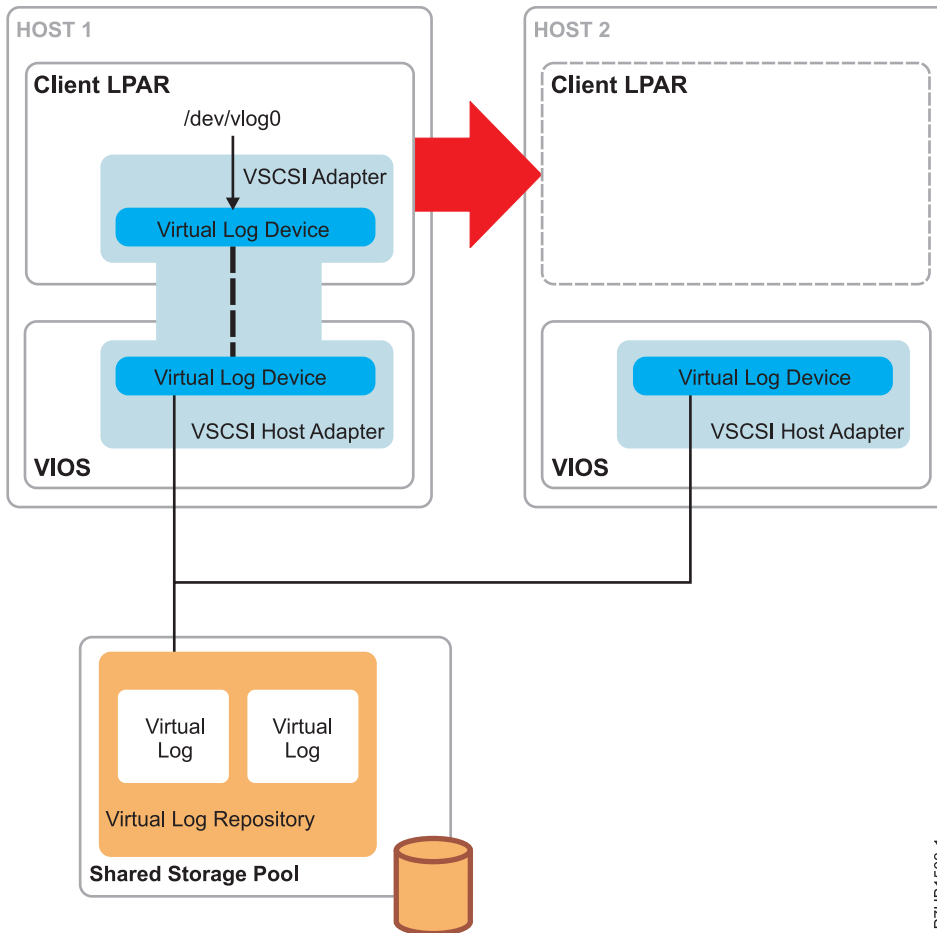 HOST 1
Client LPAR
/dev/vlog0
VSCSI Adapter
Virtual Log Device
Virtual Log Device
VSCSI Host Adapter
VIOS
HOST 2
Client LPAR
Virtual Log Device
VSCSI Host Adapter
VIOS
Virtual
Log
Virtual
Log
Virtual Log Repository
Shared Storage Pool